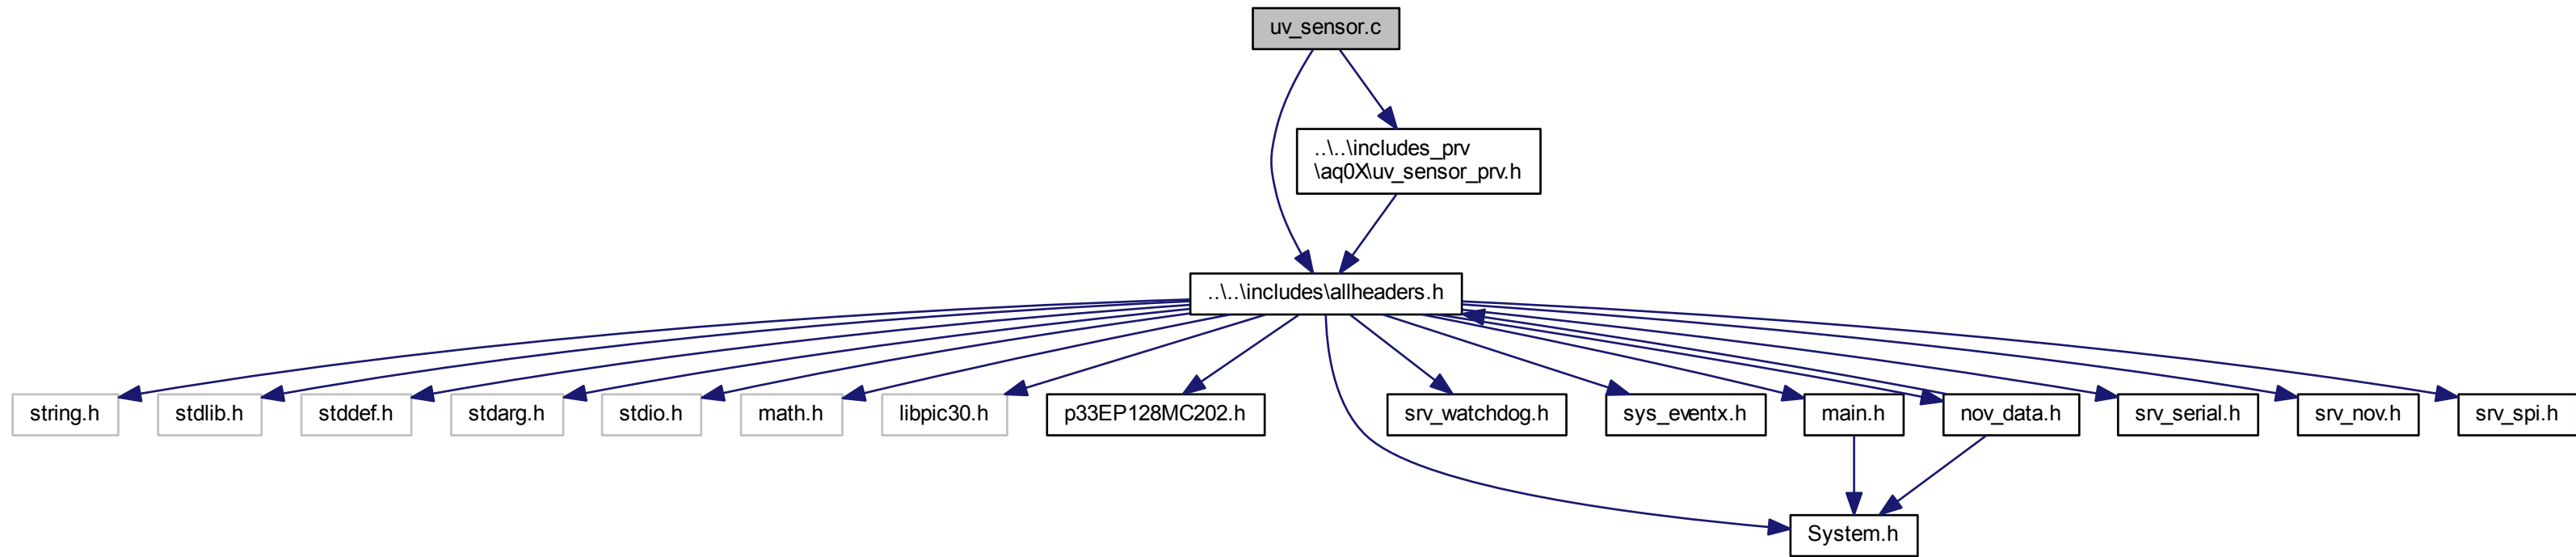 uv_sensor.c
..\..\includes_prv
\aq0X\uv_sensor_prv.h
..\..\includes\allheaders.h
string.h
stdlib.h
stddef.h
stdarg.h
stdio.h
math.h
libpic30.h
p33EP128MC202.h
srv_watchdog.h
sys_eventx.h
main.h
nov_data.h
srv_serial.h
srv_nov.h
srv_spi.h
System.h